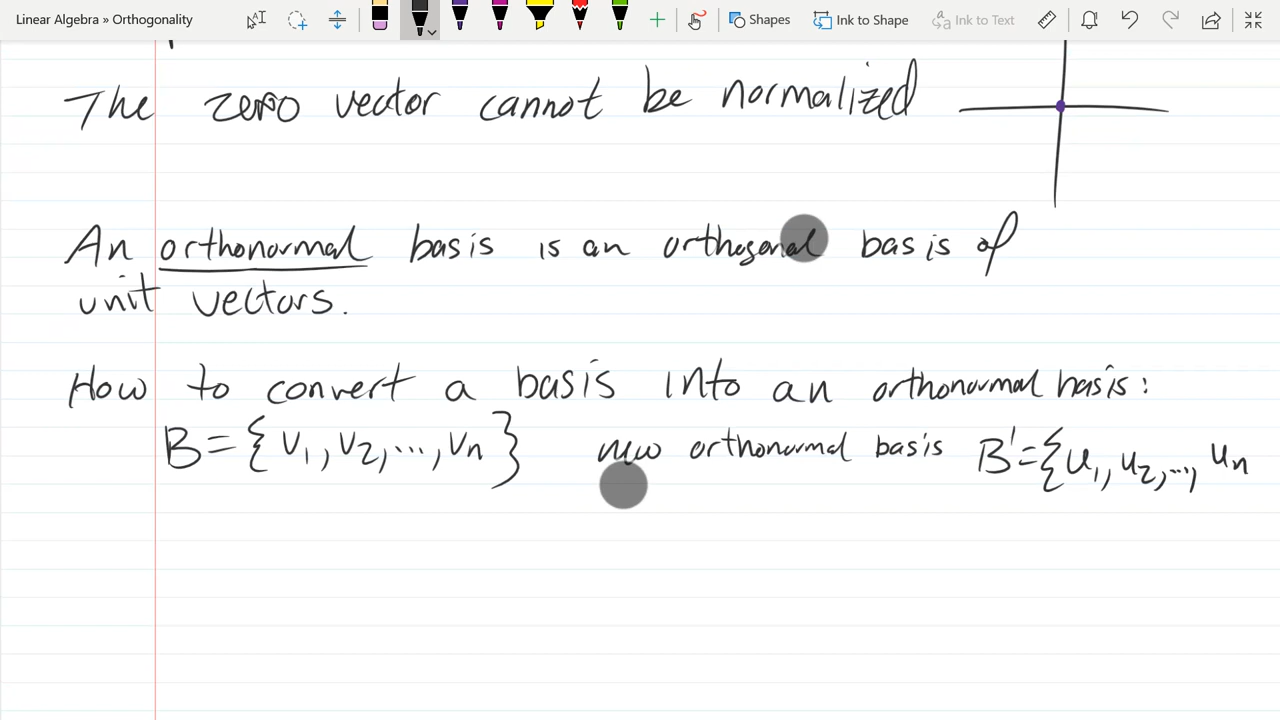 Linear Algebra » Orthogonality
Shapes
Ink to Shape
Ink to Text
The zero vector cannot be normalized
An orthonormal basis is an orthogonal basis of
unit vectors.
How to convert a basis into an orthonormal basis:
B = { v₁, v₂, ..., vn } new orthonormal basis B' = { u₁, u₂, ..., un